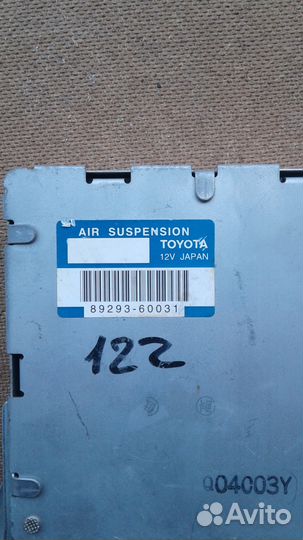 AIR SUSPENSION
TOYOTA
12V JAPAN
89293-60031
122
Q04003Y
Avito